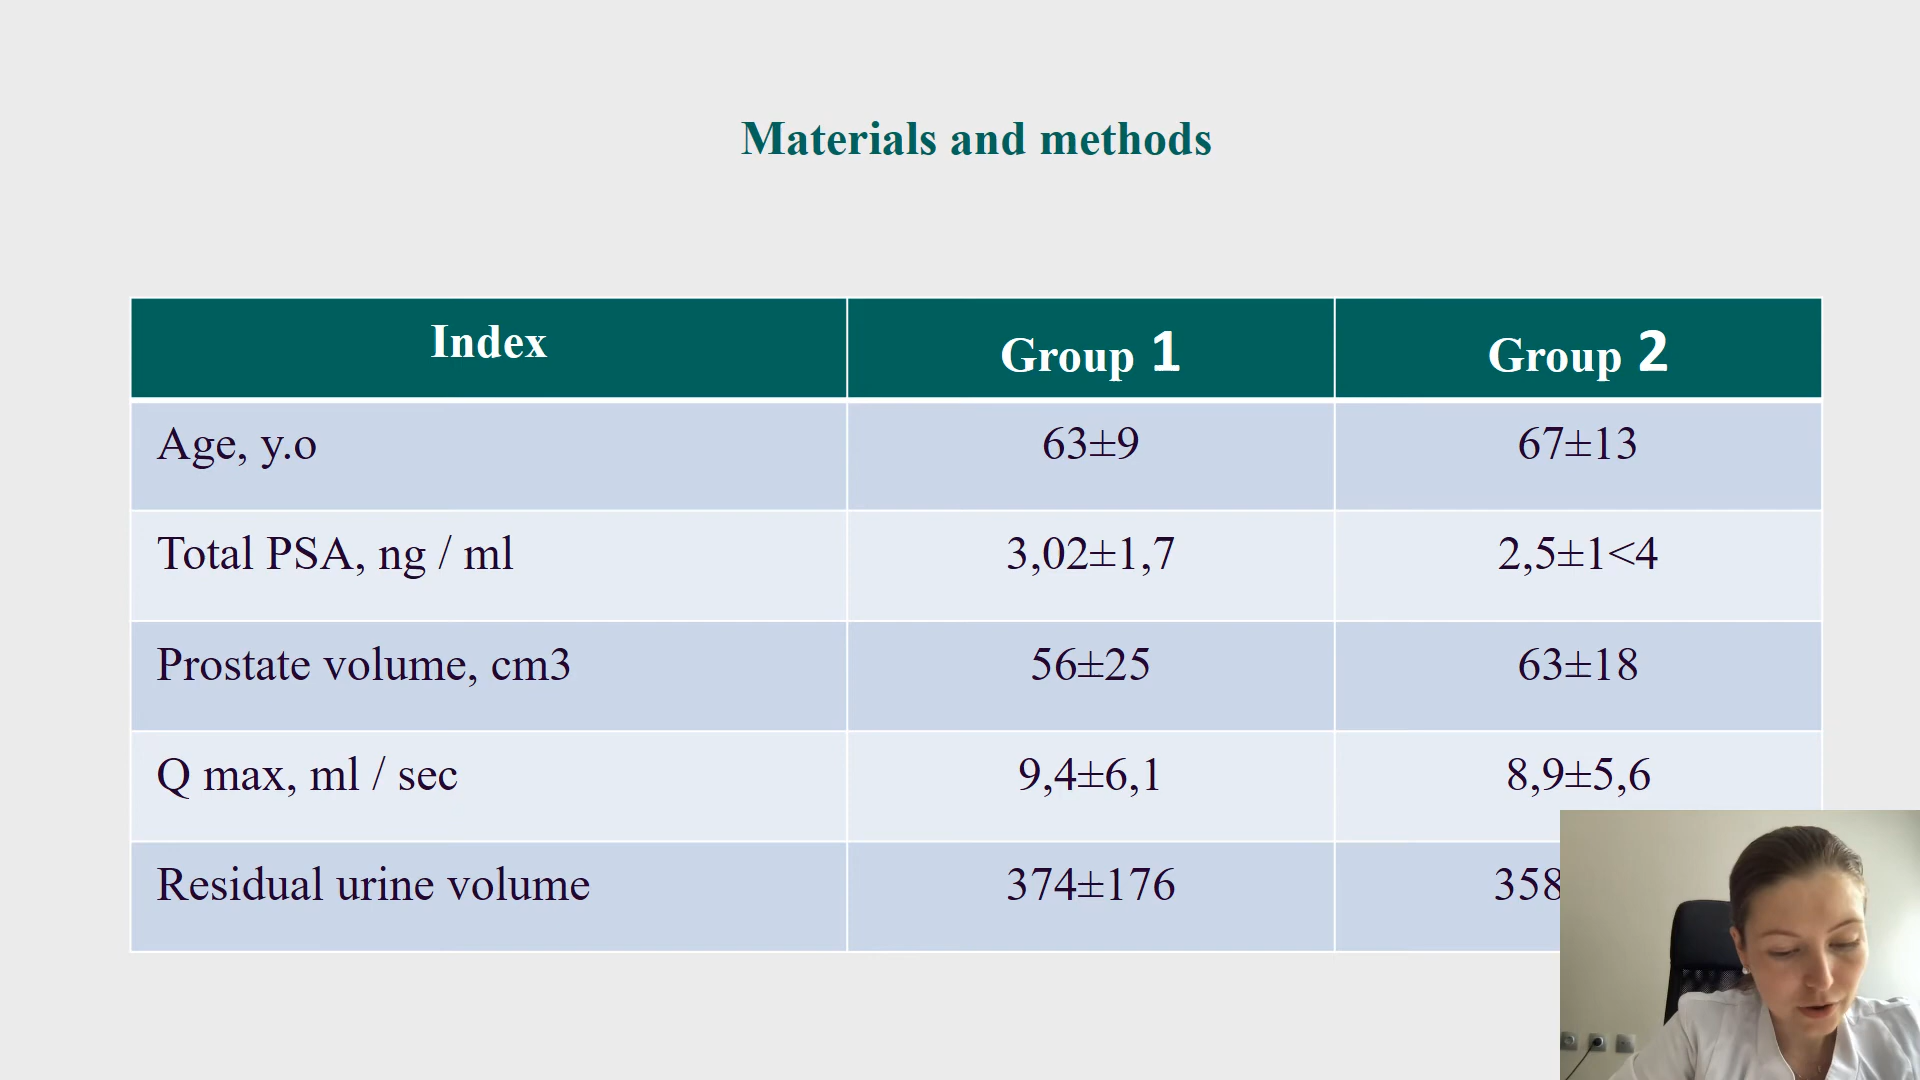 Materials and methods
Index Group 1 Group 2
Age, y.o 63±9 67±13
Total PSA, ng / ml 3,02±1,7 2,5±1<4
Prostate volume, cm3 56±25 63±18
Q max, ml / sec 9,4±6,1 8,9±5,6
Residual urine volume 374±176 358